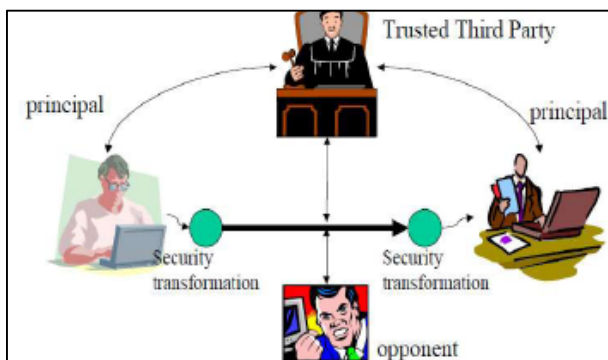 Trusted Third Party
principal
principal
Security
transformation
Security
transformation
opponent